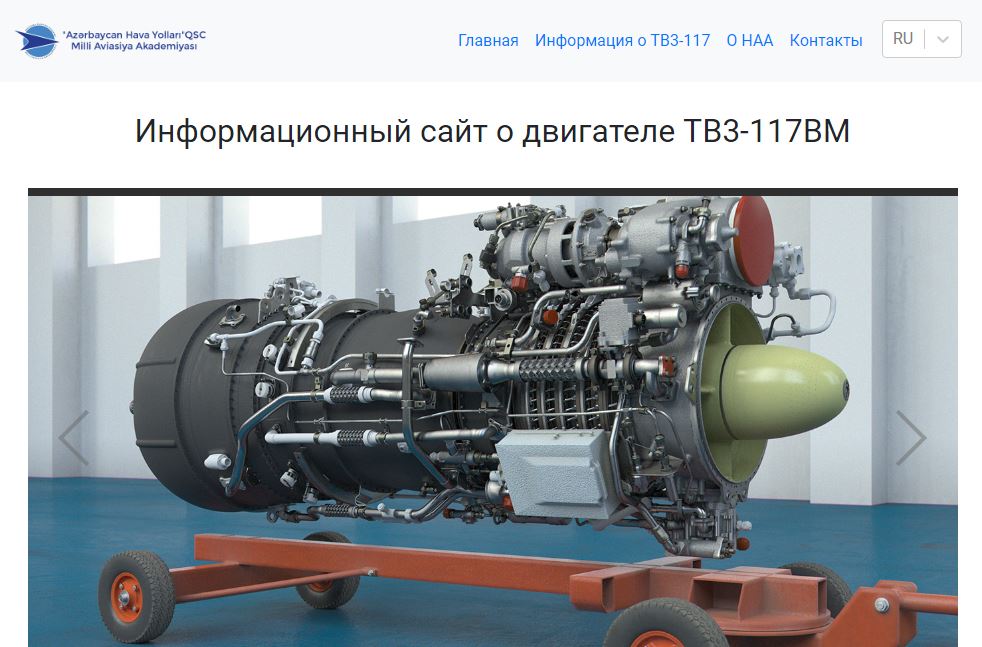 "Azərbaycan Hava Yolları"QSC
Milli Aviasiya Akademiyası
Главная Информация о ТВ3-117 О НАА Контакты RU
Информационный сайт о двигателе ТВ3-117ВМ